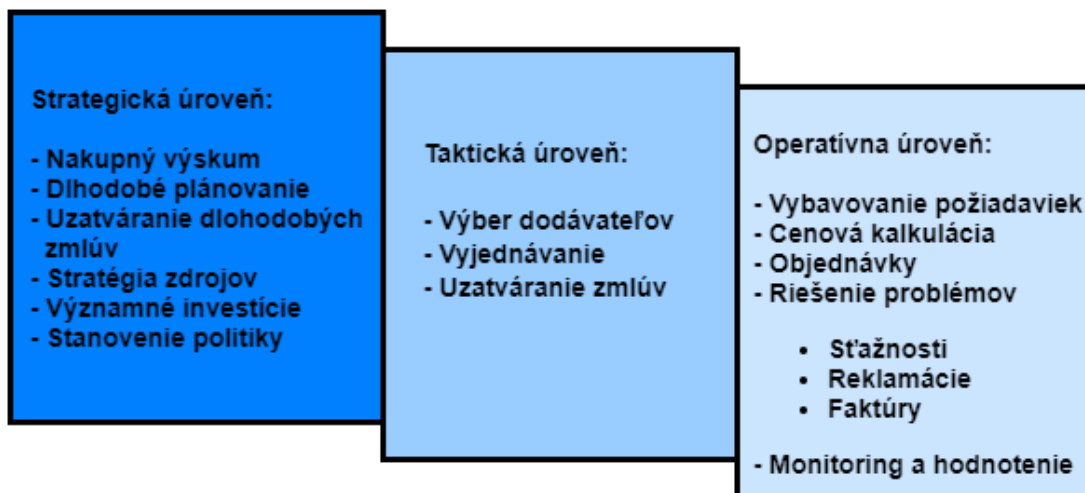 Strategická úroveň:
- Nakupný výskum
- Dlhodobé plánovanie
- Uzatváranie dlohodobých
zmlúv
- Stratégia zdrojov
- Významné investície
- Stanovenie politiky
Taktická úroveň:
- Výber dodávateľov
- Vyjednávanie
- Uzatváranie zmlúv
Operatívna úroveň:
- Vybavovanie požiadaviek
- Cenová kalkulácia
- Objednávky
- Riešenie problémov
• Sťažnosti
• Reklamácie
• Faktúry
- Monitoring a hodnotenie